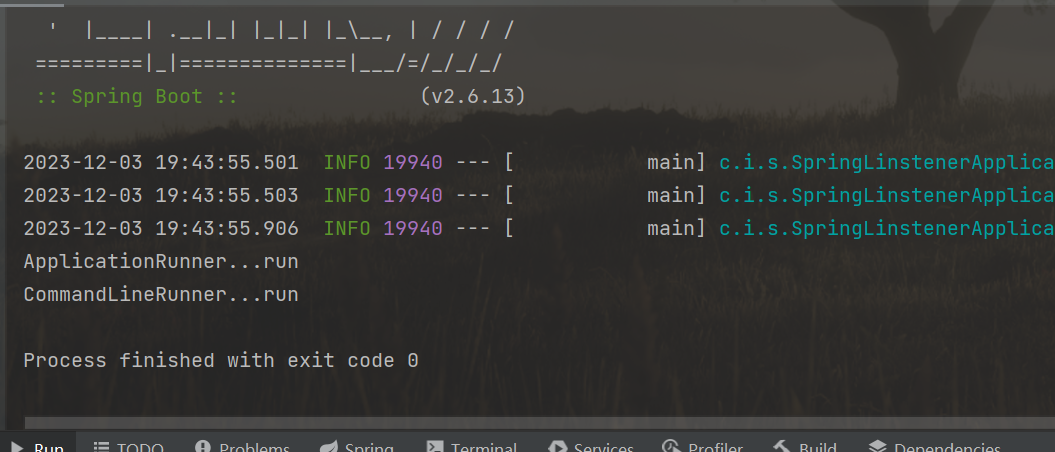 '  |____| .__|_| |_|_| |_\__, | / / / /
 =========|_|==============|___/=/_/_/_/
 :: Spring Boot ::                (v2.6.13)
2023-12-03 19:43:55.501  INFO 19940 --- [           main] c.i.s.SpringLinstenerApplica
2023-12-03 19:43:55.503  INFO 19940 --- [           main] c.i.s.SpringLinstenerApplica
2023-12-03 19:43:55.906  INFO 19940 --- [           main] c.i.s.SpringLinstenerApplica
ApplicationRunner...run
CommandLineRunner...run
Process finished with exit code 0
Run TODO Problems Spring Terminal Services Profiler Build Dependencies